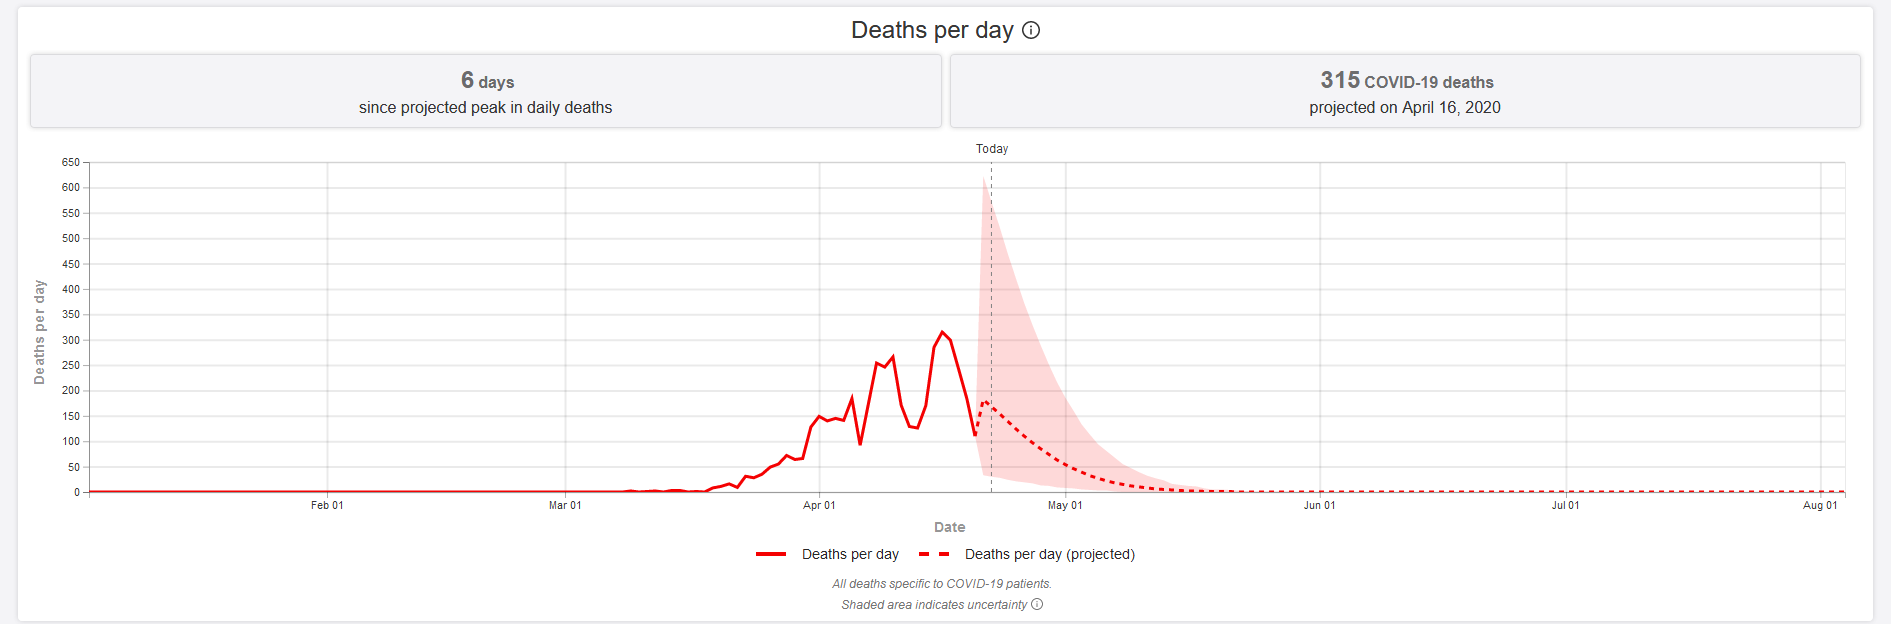 Deaths per day
6 days
since projected peak in daily deaths
315 COVID-19 deaths
projected on April 16, 2020
Today
650
600
550
500
450
400
350
300
250
200
150
100
50
0
Deaths per day
Feb 01
Mar 01
Apr 01
May 01
Jun 01
Jul 01
Aug 01
Date
Deaths per day
Deaths per day (projected)
All deaths specific to COVID-19 patients.
Shaded area indicates uncertainty